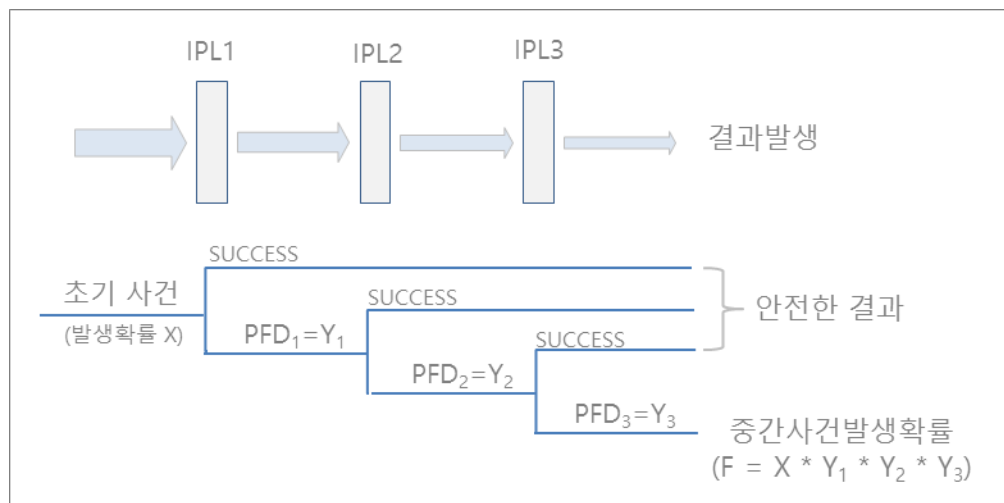 IPL1
IPL2
IPL3
결과발생
SUCCESS
초기 사건
SUCCESS
안전한 결과
(발생확률 X)
PFD₁=Y₁
SUCCESS
PFD₂=Y₂
PFD₃=Y₃
중간사건발생확률
(F = X * Y₁ * Y₂ * Y₃)